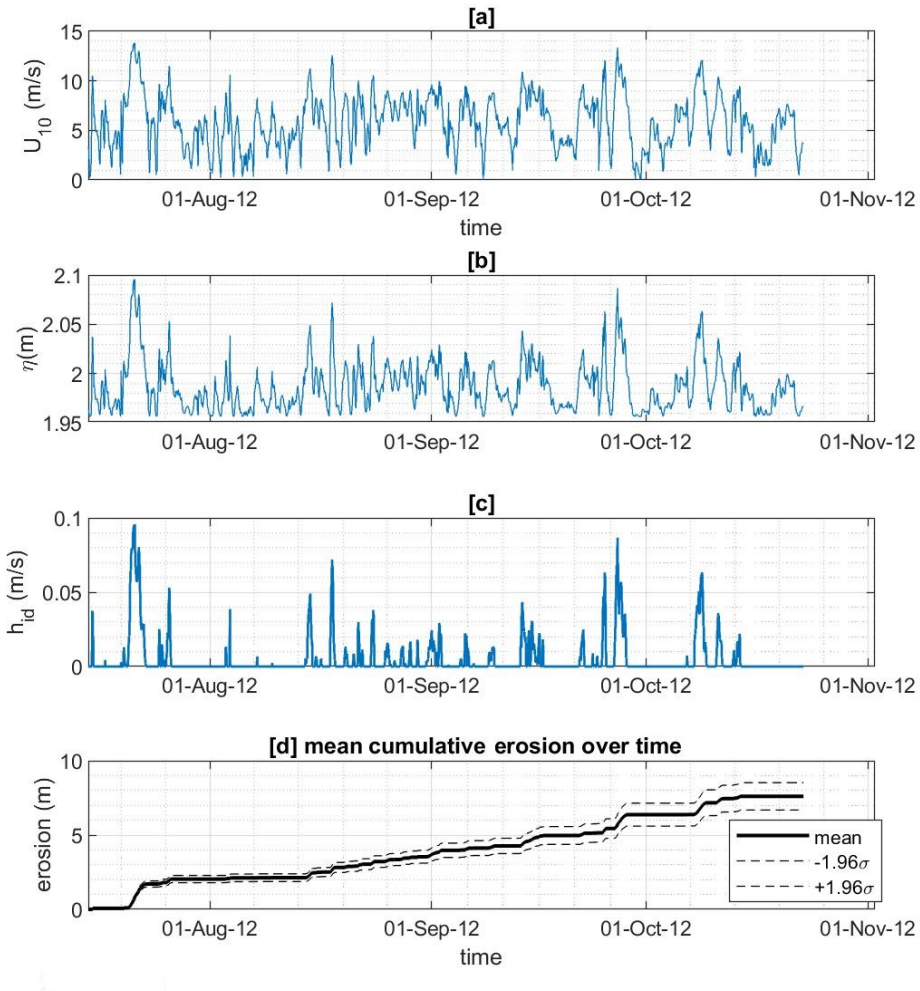 [a]
15
10
5
0
U10 (m/s)
01-Aug-12 01-Sep-12 01-Oct-12 01-Nov-12
time
[b]
2.1
2.05
2
1.95
η(m)
01-Aug-12 01-Sep-12 01-Oct-12 01-Nov-12
[c]
0.1
0.05
0
hid (m/s)
01-Aug-12 01-Sep-12 01-Oct-12 01-Nov-12
[d] mean cumulative erosion over time
10
5
0
erosion (m)
mean
-1.96σ
+1.96σ
01-Aug-12 01-Sep-12 01-Oct-12 01-Nov-12
time